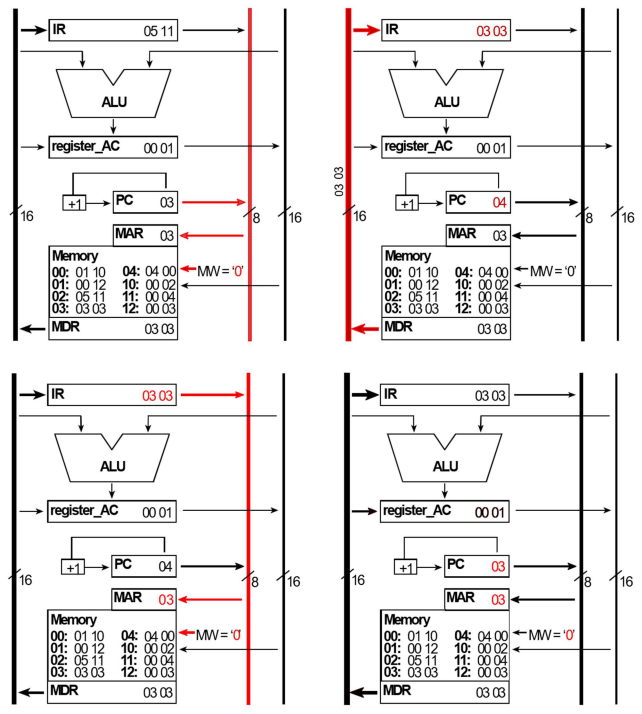 IR 05 11
ALU
register_AC 00 01
+1 PC 03
16 8 16
MAR 03
Memory
00: 01 10 04: 04 00 MW = '0'
01: 00 12 10: 00 02
02: 05 11 11: 00 04
03: 03 03 12: 00 03
MDR 03 03
IR 03 03
ALU
register_AC 00 01
03 03
+1 PC 04
16 8 16
MAR 03
Memory
00: 01 10 04: 04 00 MW = '0'
01: 00 12 10: 00 02
02: 05 11 11: 00 04
03: 03 03 12: 00 03
MDR 03 03
IR 03 03
ALU
register_AC 00 01
+1 PC 04
16 8 16
MAR 03
Memory
00: 01 10 04: 04 00 MW = '0'
01: 00 12 10: 00 02
02: 05 11 11: 00 04
03: 03 03 12: 00 03
MDR 03 03
IR 03 03
ALU
register_AC 00 01
+1 PC 03
16 8 16
MAR 03
Memory
00: 01 10 04: 04 00 MW = '0'
01: 00 12 10: 00 02
02: 05 11 11: 00 04
03: 03 03 12: 00 03
MDR 03 03